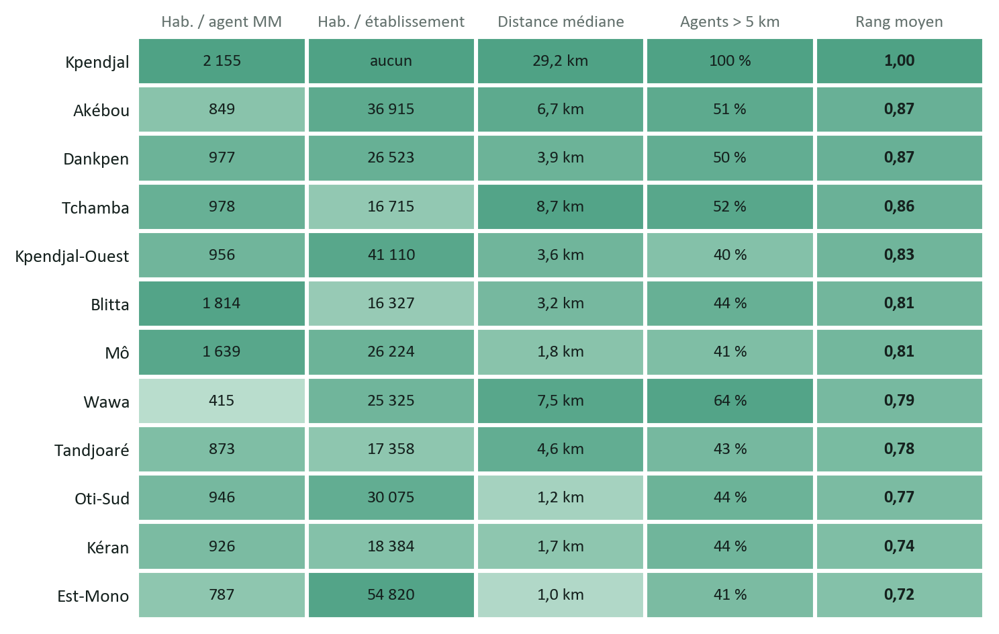 Hab. / agent MM Hab. / établissement Distance médiane Agents > 5 km Rang moyen
Kpendjal 2 155 aucun 29,2 km 100 % 1,00
Akébou 849 36 915 6,7 km 51 % 0,87
Dankpen 977 26 523 3,9 km 50 % 0,87
Tchamba 978 16 715 8,7 km 52 % 0,86
Kpendjal-Ouest 956 41 110 3,6 km 40 % 0,83
Blitta 1 814 16 327 3,2 km 44 % 0,81
Mô 1 639 26 224 1,8 km 41 % 0,81
Wawa 415 25 325 7,5 km 64 % 0,79
Tandjoaré 873 17 358 4,6 km 43 % 0,78
Oti-Sud 946 30 075 1,2 km 44 % 0,77
Kéran 926 18 384 1,7 km 44 % 0,74
Est-Mono 787 54 820 1,0 km 41 % 0,72